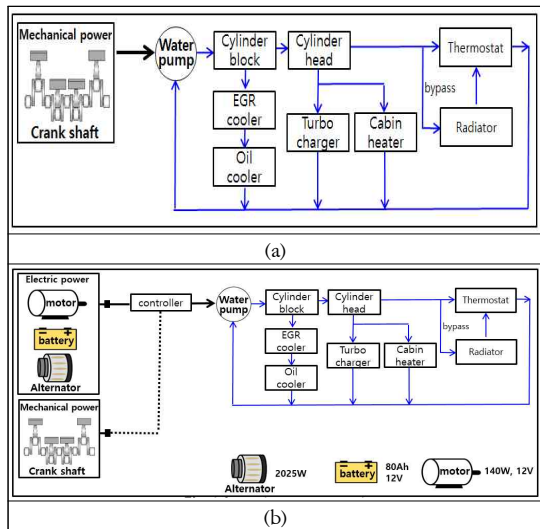 Mechanical power
Crank shaft
Water
pump
Cylinder
block
Cylinder
head
Thermostat
bypass
EGR
cooler
Turbo
charger
Cabin
heater
Radiator
Oil
cooler
(a)
Electric power
motor
battery
Alternator
controller
Water
pump
Cylinder
block
Cylinder
head
Thermostat
bypass
EGR
cooler
Turbo
charger
Cabin
heater
Radiator
Oil
cooler
Mechanical power
Crank shaft
Alternator
2025W
battery
80Ah
12V
motor
140W, 12V
(b)